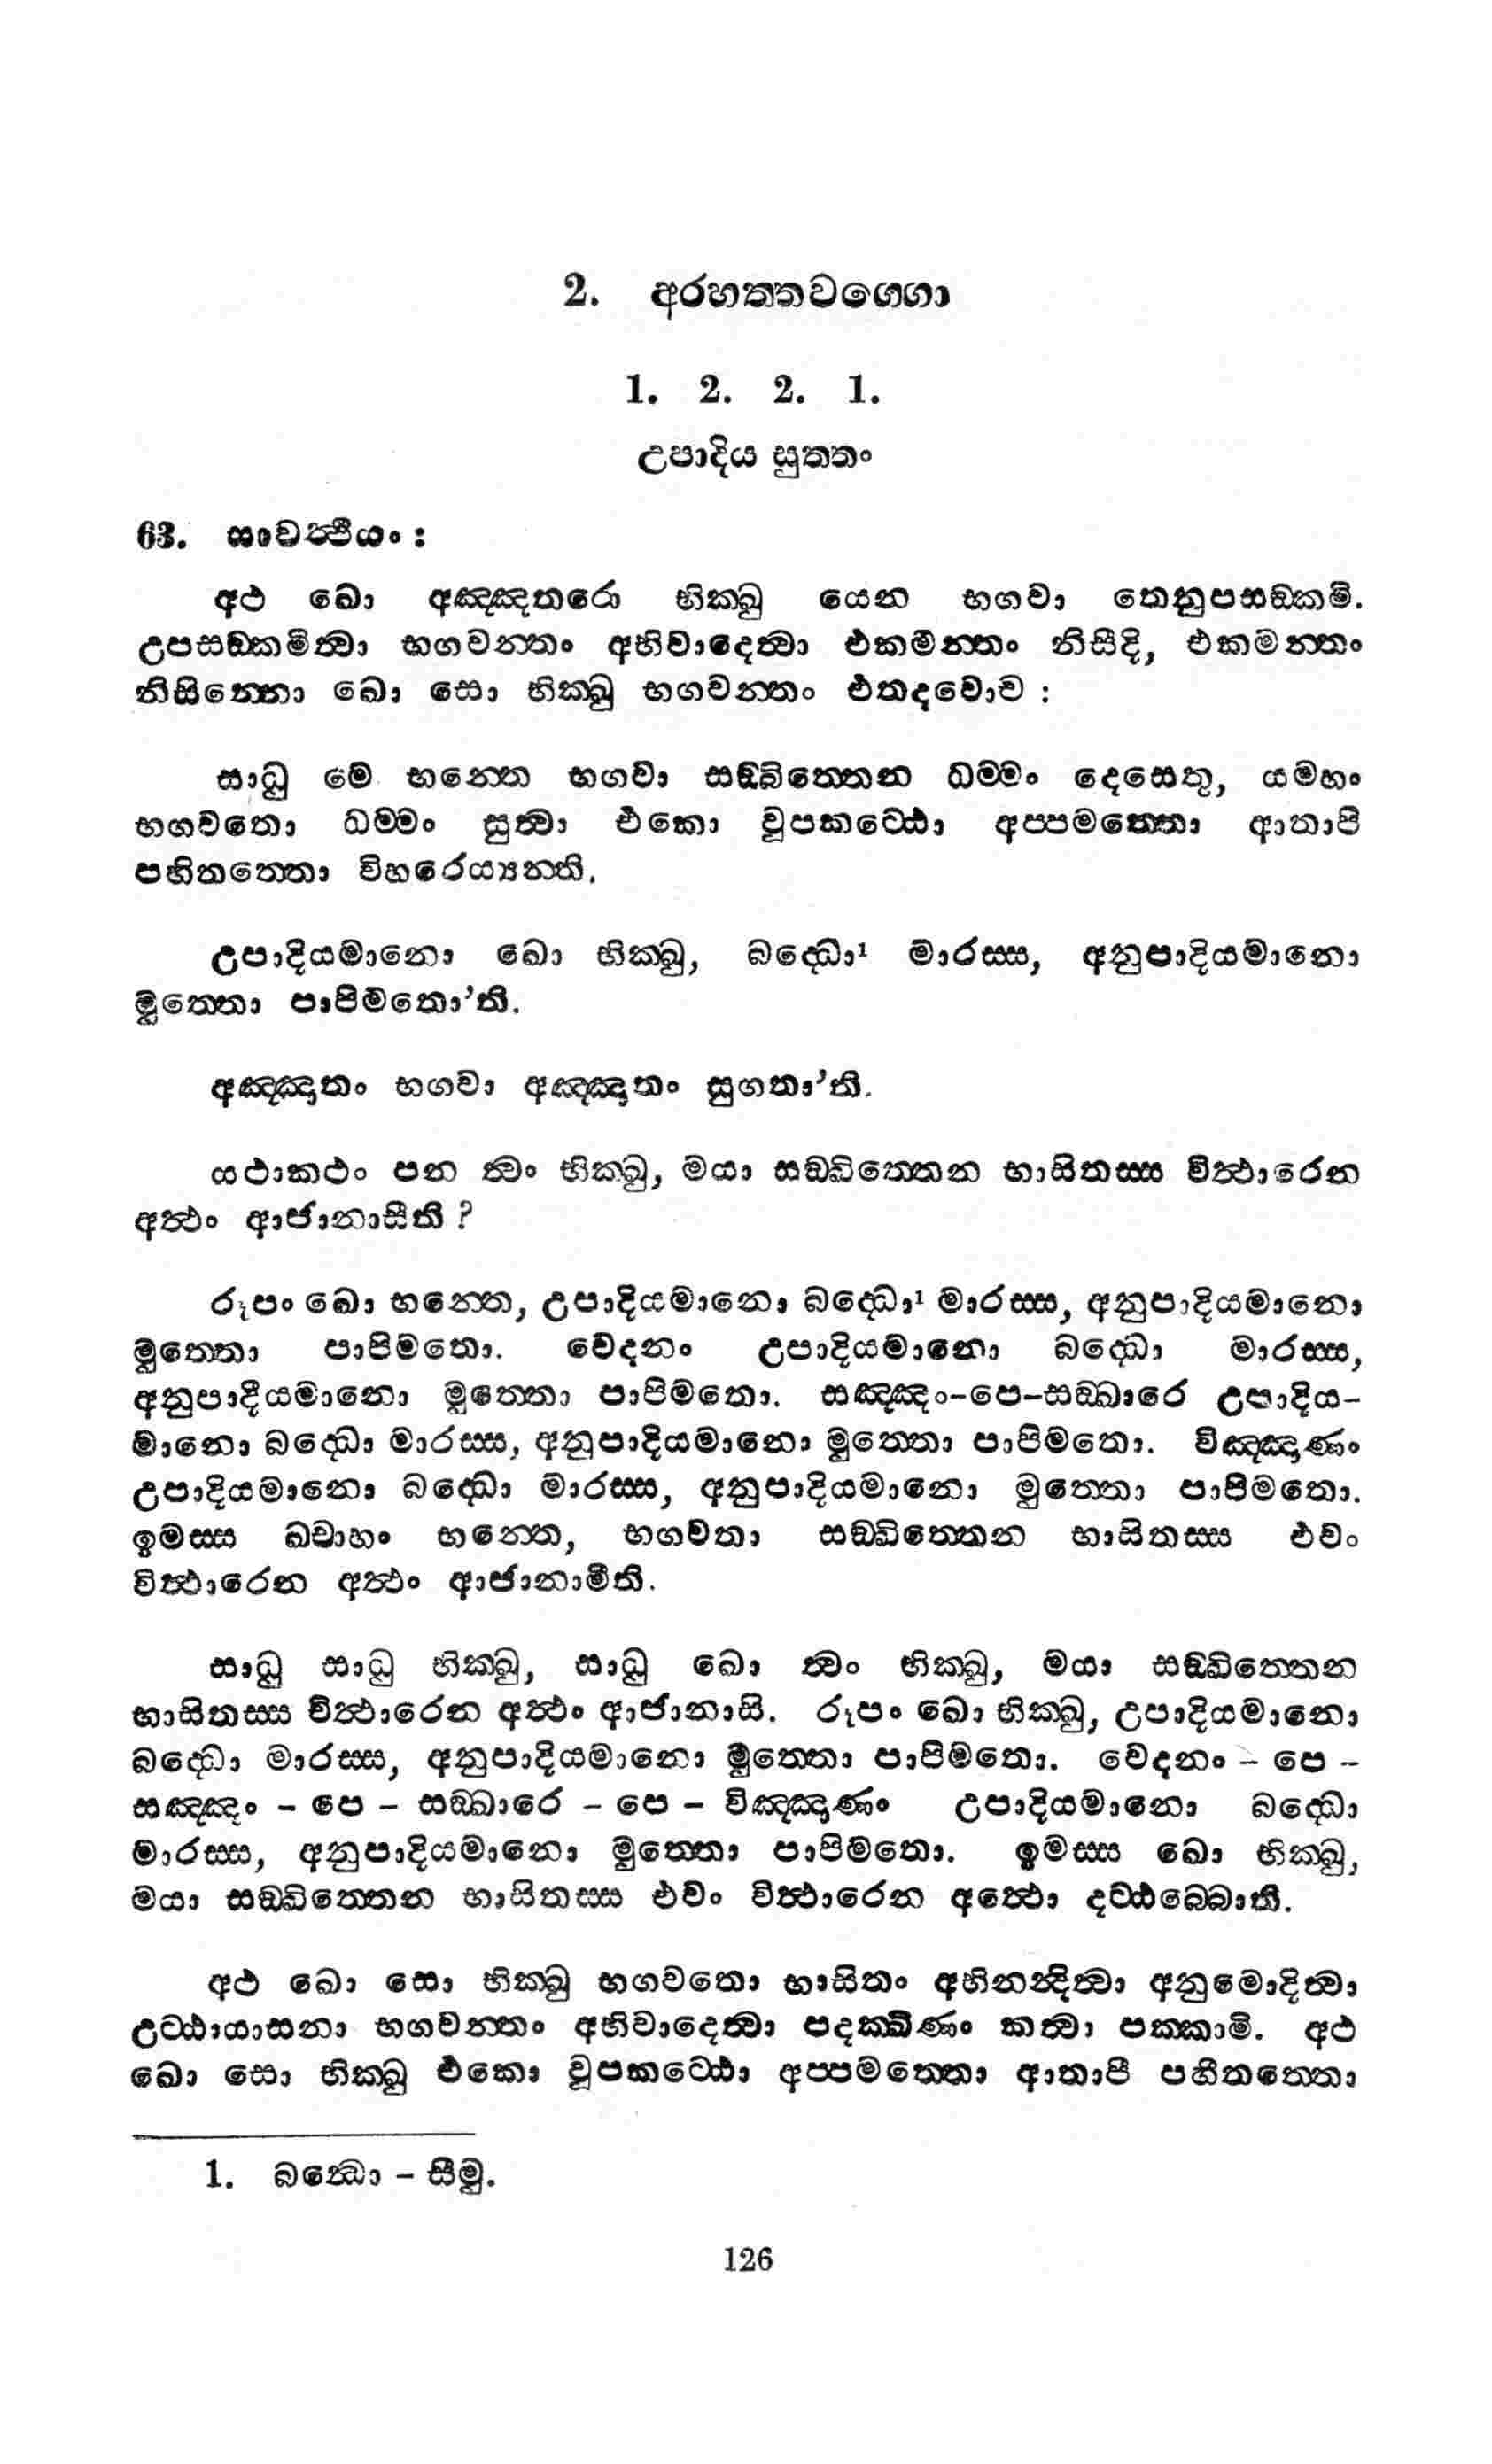 2. අරහත්තවග්ගො
1. 2. 2. 1.
උපාදිය සුත්තං
63. සාවත්ථියං :
අථ ඛො අඤ්ඤතරො භික්ඛු යෙන භගවා තෙනුපසඞ්කමි.
උපසඞ්කමිත්වා භගවන්තං අභිවාදෙත්වා එකමන්තං නිසීදි, එකමන්තං
නිසින්නො ඛො සො භික්ඛු භගවන්තං එතදවොච :
සාධු මෙ භන්තෙ භගවා සඞ්ඛිත්තෙන ධම්මං දෙසෙතු, යමහං
භගවතො ධම්මං සුත්වා එකො වූපකට්ඨො අප්පමත්තො ආතාපී
පහිතත්තො විහරෙය්‍යන්ති.
උපාදියමානො ඛො භික්ඛු, බද්ධො¹ මාරස්ස, අනුපාදියමානො
මුත්තො පාපිමතො'ති.
අඤ්ඤාතං භගවා අඤ්ඤාතං සුගතා'ති.
යථාකථං පන ත්වං භික්ඛු, මයා සඞ්ඛිත්තෙන භාසිතස්ස විත්ථාරෙන
අත්ථං ආජානාසීති ?
රූපං ඛො භන්තෙ, උපාදියමානො බද්ධො¹ මාරස්ස, අනුපාදියමානො
මුත්තො පාපිමතො. වෙදනං උපාදියමානො බද්ධො මාරස්ස,
අනුපාදීයමානො මුත්තො පාපිමතො. සඤ්ඤං-පෙ-සඞ්ඛාරෙ උපාදිය-
මානො බද්ධො මාරස්ස, අනුපාදියමානො මුත්තො පාපිමතො. විඤ්ඤාණං
උපාදියමානො බද්ධො මාරස්ස, අනුපාදියමානො මුත්තො පාපිමතො.
ඉමස්ස ඛ්වාහං භන්තෙ, භගවතා සඞ්ඛිත්තෙන භාසිතස්ස එවං
විත්ථාරෙන අත්ථං ආජානාමීති.
සාධු සාධු භික්ඛු, සාධු ඛො ත්වං භික්ඛු, මයා සඞ්ඛිත්තෙන
භාසිතස්ස විත්ථාරෙන අත්ථං ආජානාසි. රූපං ඛො භික්ඛු, උපාදියමානො
බද්ධො මාරස්ස, අනුපාදියමානො මුත්තො පාපිමතො. වෙදනං - පෙ -
සඤ්ඤං - පෙ - සඞ්ඛාරෙ - පෙ - විඤ්ඤාණං උපාදියමානො බද්ධො
මාරස්ස, අනුපාදියමානො මුත්තො පාපිමතො. ඉමස්ස ඛො භික්ඛු,
මයා සඞ්ඛිත්තෙන භාසිතස්ස එවං විත්ථාරෙන අත්ථො දට්ඨබ්බොති.
අථ ඛො සො භික්ඛු භගවතො භාසිතං අභිනන්දිත්වා අනුමොදිත්වා
උට්ඨායාසනා භගවන්තං අභිවාදෙත්වා පදක්ඛිණං කත්වා පක්කාමි. අථ
ඛො සො භික්ඛු එකො වූපකට්ඨො අප්පමත්තො ආතාපී පහිතත්තො
1. බන්ධො - සීමු.
126